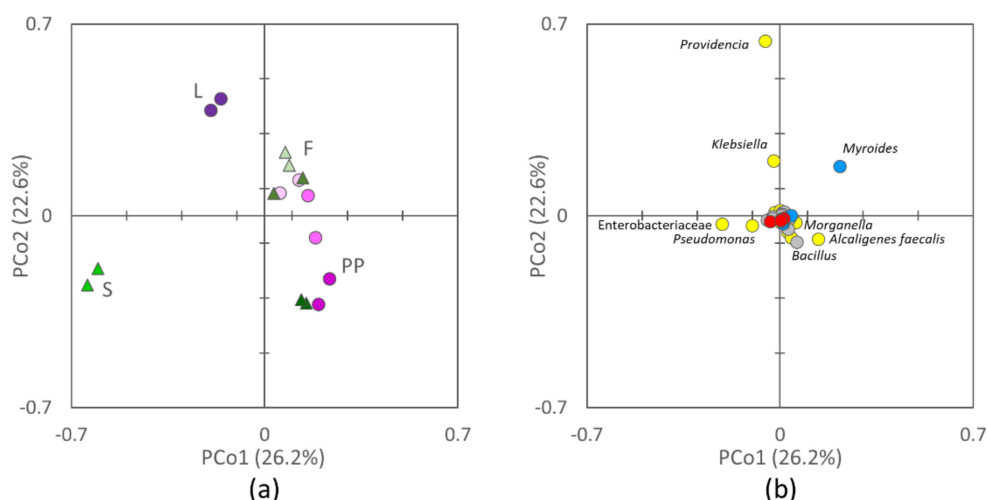 0.7
L
F
PCo2 (22.6%)
0
PP
S
-0.7
-0.7
0
0.7
PCo1 (26.2%)
(a)
0.7
Providencia
Klebsiella
Myroides
PCo2 (22.6%)
0
Enterobacteriaceae
Morganella
Pseudomonas
Alcaligenes faecalis
Bacillus
-0.7
-0.7
0
0.7
PCo1 (26.2%)
(b)